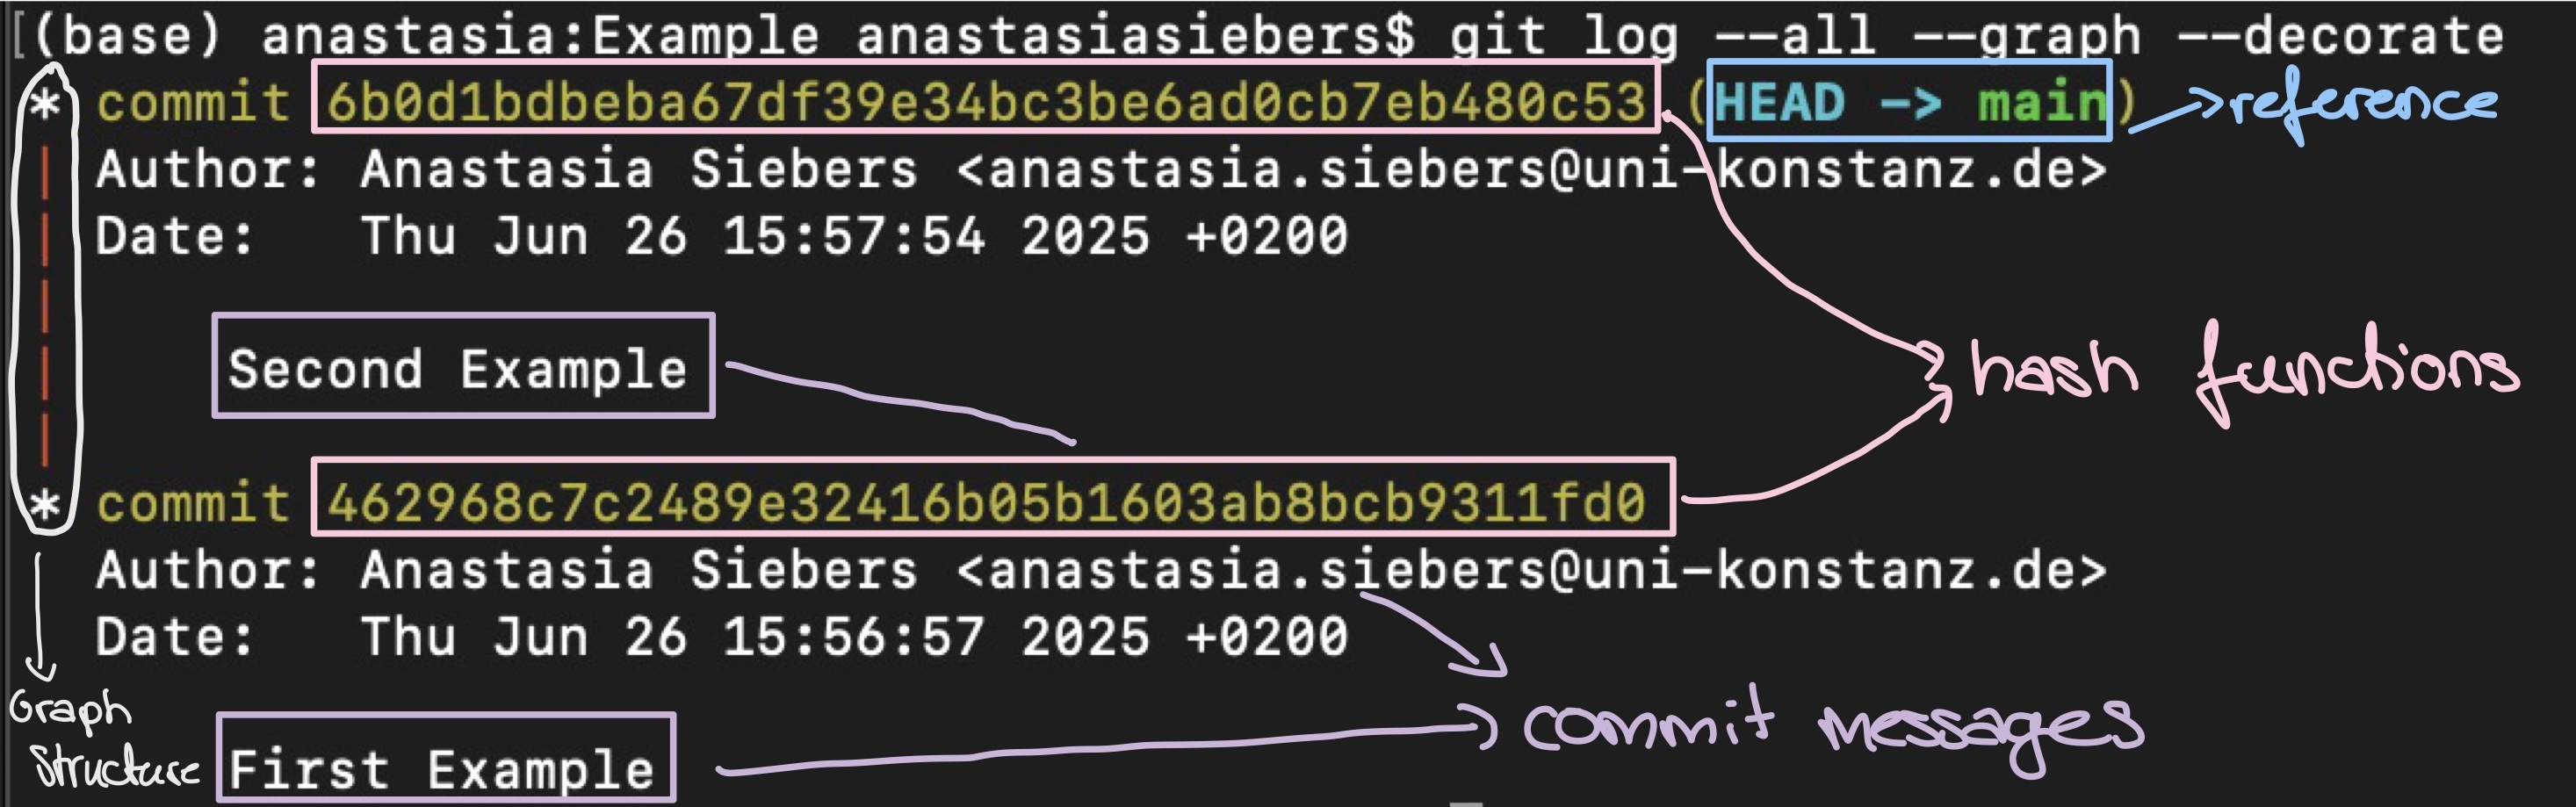 [(base) anastasia:Example anastasiasiebers$ git log --all --graph --decorate
* commit 6b0d1bdbeba67df39e34bc3be6ad0cb7eb480c53 (HEAD -> main) reference
| Author: Anastasia Siebers <anastasia.siebers@uni-konstanz.de>
| Date:   Thu Jun 26 15:57:54 2025 +0200
|
|     Second Example
hash functions
|
* commit 462968c7c2489e32416b05b1603ab8bcb9311fd0
Author: Anastasia Siebers <anastasia.siebers@uni-konstanz.de>
Date:   Thu Jun 26 15:56:57 2025 +0200
Graph
Structure
commit messages
First Example